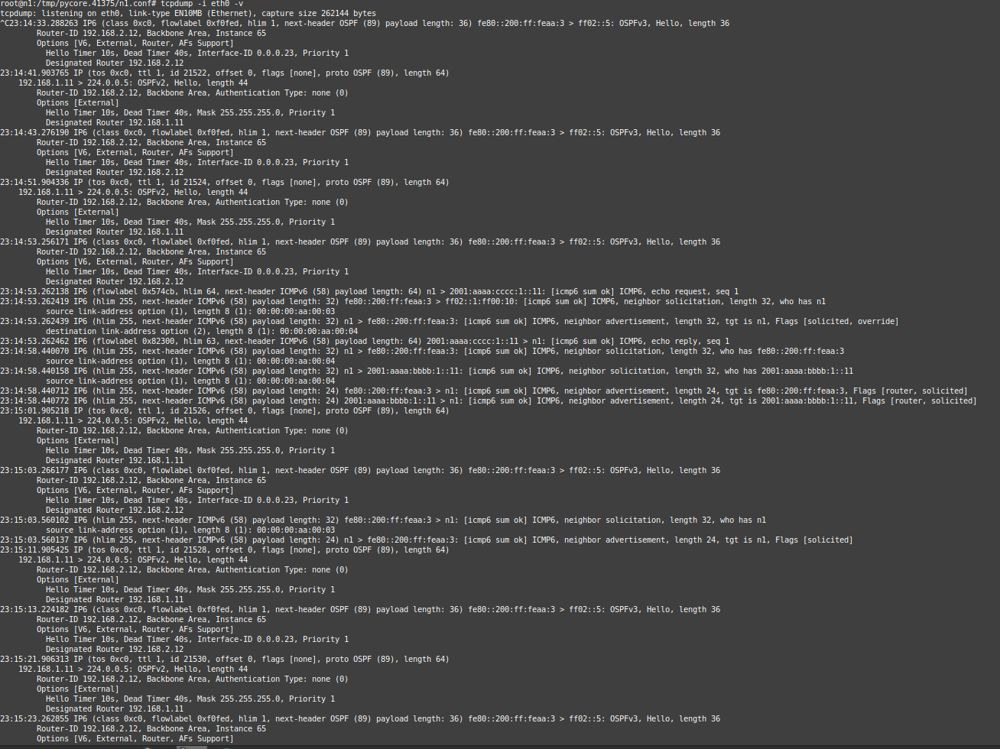 root@n1:/tmp/pycore.41375/n1.conf# tcpdump -i eth0 -v
tcpdump: listening on eth0, link-type EN10MB (Ethernet), capture size 262144 bytes
^C23:14:33.288263 IP6 (class 0xc0, flowlabel 0xf0fed, hlim 1, next-header OSPF (89) payload length: 36) fe80::200:ff:feaa:3 > ff02::5: OSPFv3, Hello, length 36
Router-ID 192.168.2.12, Backbone Area, Instance 65
Options [V6, External, Router, AFs Support]
Hello Timer 10s, Dead Timer 40s, Interface-ID 0.0.0.23, Priority 1
Designated Router 192.168.2.12
23:14:41.903765 IP (tos 0xc0, ttl 1, id 21522, offset 0, flags [none], proto OSPF (89), length 64)
192.168.1.11 > 224.0.0.5: OSPFv2, Hello, length 44
Router-ID 192.168.2.12, Backbone Area, Authentication Type: none (0)
Options [External]
Hello Timer 10s, Dead Timer 40s, Mask 255.255.255.0, Priority 1
Designated Router 192.168.1.11
23:14:43.276190 IP6 (class 0xc0, flowlabel 0xf0fed, hlim 1, next-header OSPF (89) payload length: 36) fe80::200:ff:feaa:3 > ff02::5: OSPFv3, Hello, length 36
Router-ID 192.168.2.12, Backbone Area, Instance 65
Options [V6, External, Router, AFs Support]
Hello Timer 10s, Dead Timer 40s, Interface-ID 0.0.0.23, Priority 1
Designated Router 192.168.2.12
23:14:51.904336 IP (tos 0xc0, ttl 1, id 21524, offset 0, flags [none], proto OSPF (89), length 64)
192.168.1.11 > 224.0.0.5: OSPFv2, Hello, length 44
Router-ID 192.168.2.12, Backbone Area, Authentication Type: none (0)
Options [External]
Hello Timer 10s, Dead Timer 40s, Mask 255.255.255.0, Priority 1
Designated Router 192.168.1.11
23:14:53.256171 IP6 (class 0xc0, flowlabel 0xf0fed, hlim 1, next-header OSPF (89) payload length: 36) fe80::200:ff:feaa:3 > ff02::5: OSPFv3, Hello, length 36
Router-ID 192.168.2.12, Backbone Area, Instance 65
Options [V6, External, Router, AFs Support]
Hello Timer 10s, Dead Timer 40s, Interface-ID 0.0.0.23, Priority 1
Designated Router 192.168.2.12
23:14:53.262138 IP6 (flowlabel 0x574cb, hlim 64, next-header ICMPv6 (58) payload length: 64) n1 > 2001:aaaa:cccc:1::11: [icmp6 sum ok] ICMP6, echo request, seq 1
23:14:53.262419 IP6 (hlim 255, next-header ICMPv6 (58) payload length: 32) fe80::200:ff:feaa:3 > ff02::1:ff00:10: [icmp6 sum ok] ICMP6, neighbor solicitation, length 32, who has n1
source link-address option (1), length 8 (1): 00:00:00:aa:00:03
23:14:53.262439 IP6 (hlim 255, next-header ICMPv6 (58) payload length: 32) n1 > fe80::200:ff:feaa:3: [icmp6 sum ok] ICMP6, neighbor advertisement, length 32, tgt is n1, Flags [solicited, override]
destination link-address option (2), length 8 (1): 00:00:00:aa:00:04
23:14:53.262462 IP6 (flowlabel 0x82300, hlim 63, next-header ICMPv6 (58) payload length: 64) 2001:aaaa:cccc:1::11 > n1: [icmp6 sum ok] ICMP6, echo reply, seq 1
23:14:58.440070 IP6 (hlim 255, next-header ICMPv6 (58) payload length: 32) n1 > fe80::200:ff:feaa:3: [icmp6 sum ok] ICMP6, neighbor solicitation, length 32, who has fe80::200:ff:feaa:3
source link-address option (1), length 8 (1): 00:00:00:aa:00:04
23:14:58.440158 IP6 (hlim 255, next-header ICMPv6 (58) payload length: 32) n1 > 2001:aaaa:bbbb:1::11: [icmp6 sum ok] ICMP6, neighbor solicitation, length 32, who has 2001:aaaa:bbbb:1::11
source link-address option (1), length 8 (1): 00:00:00:aa:00:04
23:14:58.440712 IP6 (hlim 255, next-header ICMPv6 (58) payload length: 24) fe80::200:ff:feaa:3 > n1: [icmp6 sum ok] ICMP6, neighbor advertisement, length 24, tgt is fe80::200:ff:feaa:3, Flags [router, solicited]
23:14:58.440772 IP6 (hlim 255, next-header ICMPv6 (58) payload length: 24) 2001:aaaa:bbbb:1::11 > n1: [icmp6 sum ok] ICMP6, neighbor advertisement, length 24, tgt is 2001:aaaa:bbbb:1::11, Flags [router, solicited]
23:15:01.905218 IP (tos 0xc0, ttl 1, id 21526, offset 0, flags [none], proto OSPF (89), length 64)
192.168.1.11 > 224.0.0.5: OSPFv2, Hello, length 44
Router-ID 192.168.2.12, Backbone Area, Authentication Type: none (0)
Options [External]
Hello Timer 10s, Dead Timer 40s, Mask 255.255.255.0, Priority 1
Designated Router 192.168.1.11
23:15:03.266177 IP6 (class 0xc0, flowlabel 0xf0fed, hlim 1, next-header OSPF (89) payload length: 36) fe80::200:ff:feaa:3 > ff02::5: OSPFv3, Hello, length 36
Router-ID 192.168.2.12, Backbone Area, Instance 65
Options [V6, External, Router, AFs Support]
Hello Timer 10s, Dead Timer 40s, Interface-ID 0.0.0.23, Priority 1
Designated Router 192.168.2.12
23:15:03.560102 IP6 (hlim 255, next-header ICMPv6 (58) payload length: 32) fe80::200:ff:feaa:3 > n1: [icmp6 sum ok] ICMP6, neighbor solicitation, length 32, who has n1
source link-address option (1), length 8 (1): 00:00:00:aa:00:03
23:15:03.560137 IP6 (hlim 255, next-header ICMPv6 (58) payload length: 24) n1 > fe80::200:ff:feaa:3: [icmp6 sum ok] ICMP6, neighbor advertisement, length 24, tgt is n1, Flags [solicited]
23:15:11.905425 IP (tos 0xc0, ttl 1, id 21528, offset 0, flags [none], proto OSPF (89), length 64)
192.168.1.11 > 224.0.0.5: OSPFv2, Hello, length 44
Router-ID 192.168.2.12, Backbone Area, Authentication Type: none (0)
Options [External]
Hello Timer 10s, Dead Timer 40s, Mask 255.255.255.0, Priority 1
Designated Router 192.168.1.11
23:15:13.224182 IP6 (class 0xc0, flowlabel 0xf0fed, hlim 1, next-header OSPF (89) payload length: 36) fe80::200:ff:feaa:3 > ff02::5: OSPFv3, Hello, length 36
Router-ID 192.168.2.12, Backbone Area, Instance 65
Options [V6, External, Router, AFs Support]
Hello Timer 10s, Dead Timer 40s, Interface-ID 0.0.0.23, Priority 1
Designated Router 192.168.2.12
23:15:21.906313 IP (tos 0xc0, ttl 1, id 21530, offset 0, flags [none], proto OSPF (89), length 64)
192.168.1.11 > 224.0.0.5: OSPFv2, Hello, length 44
Router-ID 192.168.2.12, Backbone Area, Authentication Type: none (0)
Options [External]
Hello Timer 10s, Dead Timer 40s, Mask 255.255.255.0, Priority 1
Designated Router 192.168.1.11
23:15:23.262855 IP6 (class 0xc0, flowlabel 0xf0fed, hlim 1, next-header OSPF (89) payload length: 36) fe80::200:ff:feaa:3 > ff02::5: OSPFv3, Hello, length 36
Router-ID 192.168.2.12, Backbone Area, Instance 65
Options [V6, External, Router, AFs Support]